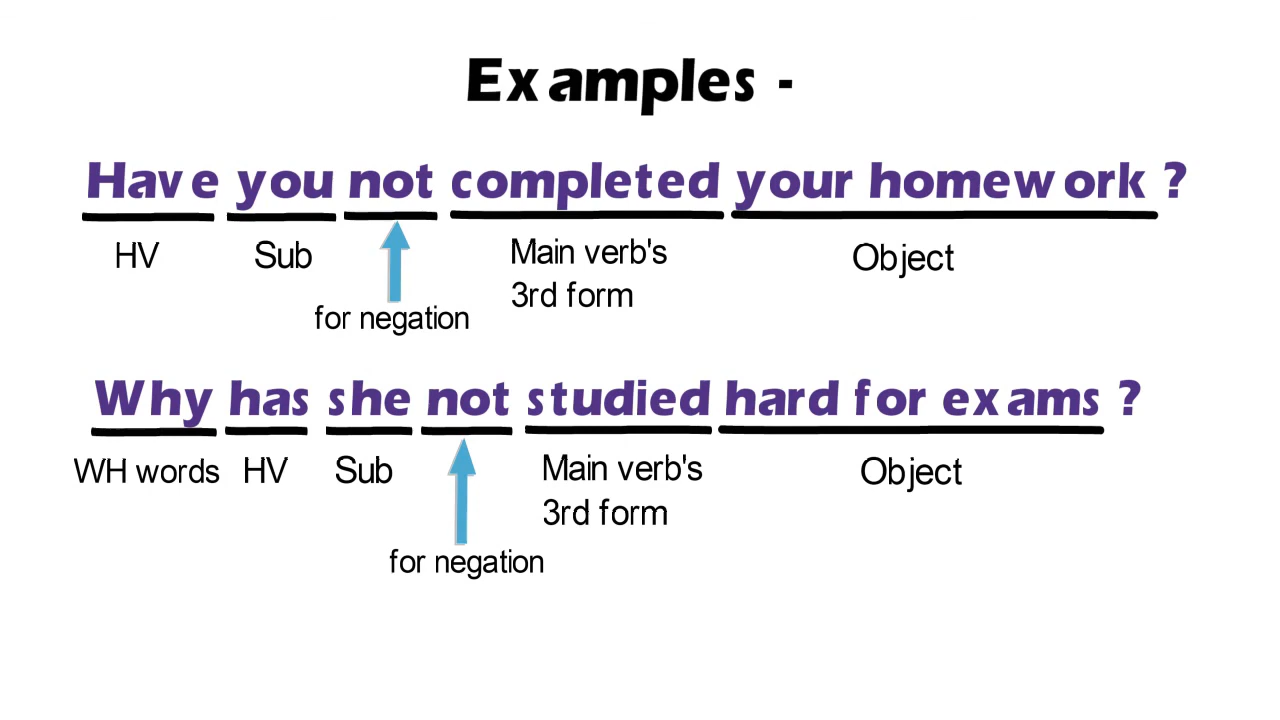 Examples -
Have you not completed your homework ?
HV Sub Main verb's Object
3rd form
for negation
Why has she not studied hard for exams ?
WH words HV Sub Main verb's Object
3rd form
for negation